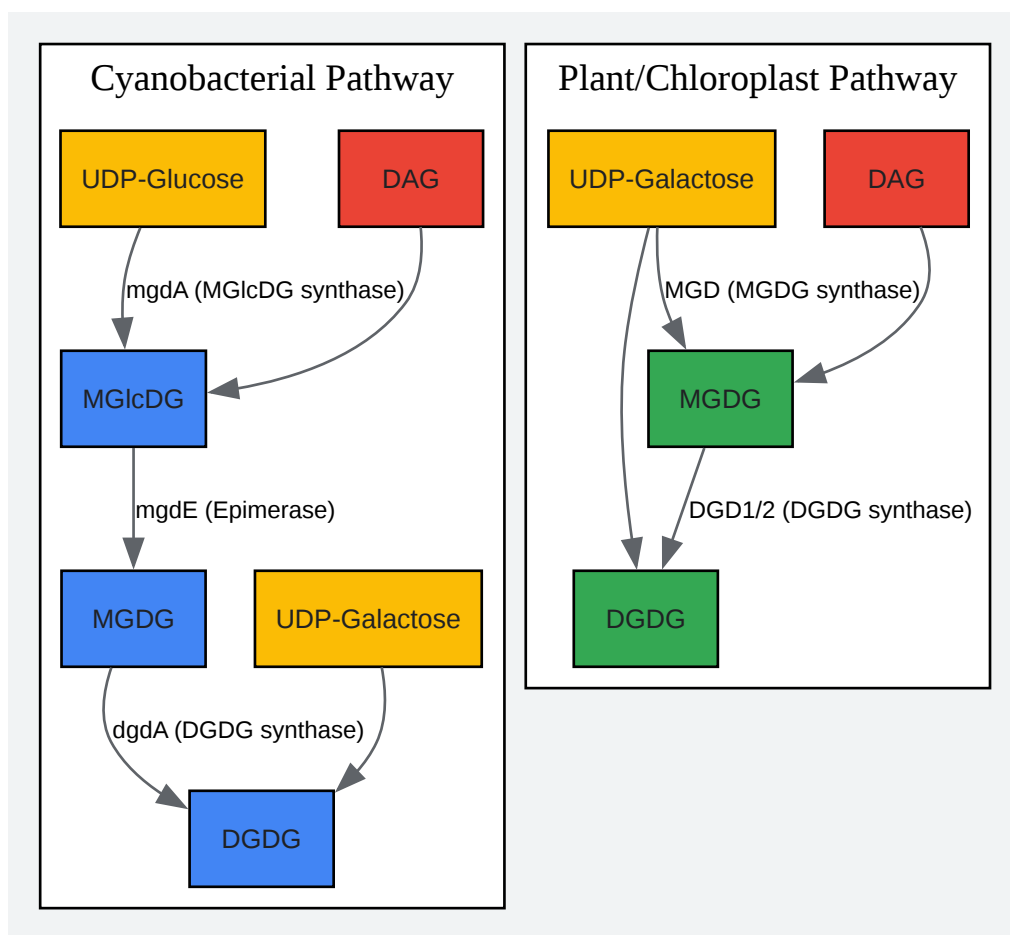 Cyanobacterial Pathway
UDP-Glucose
DAG
mgdA (MGlcDG synthase)
MGlcDG
mgdE (Epimerase)
MGDG
UDP-Galactose
dgdA (DGDG synthase)
DGDG
Plant/Chloroplast Pathway
UDP-Galactose
DAG
MGD (MGDG synthase)
MGDG
DGD1/2 (DGDG synthase)
DGDG